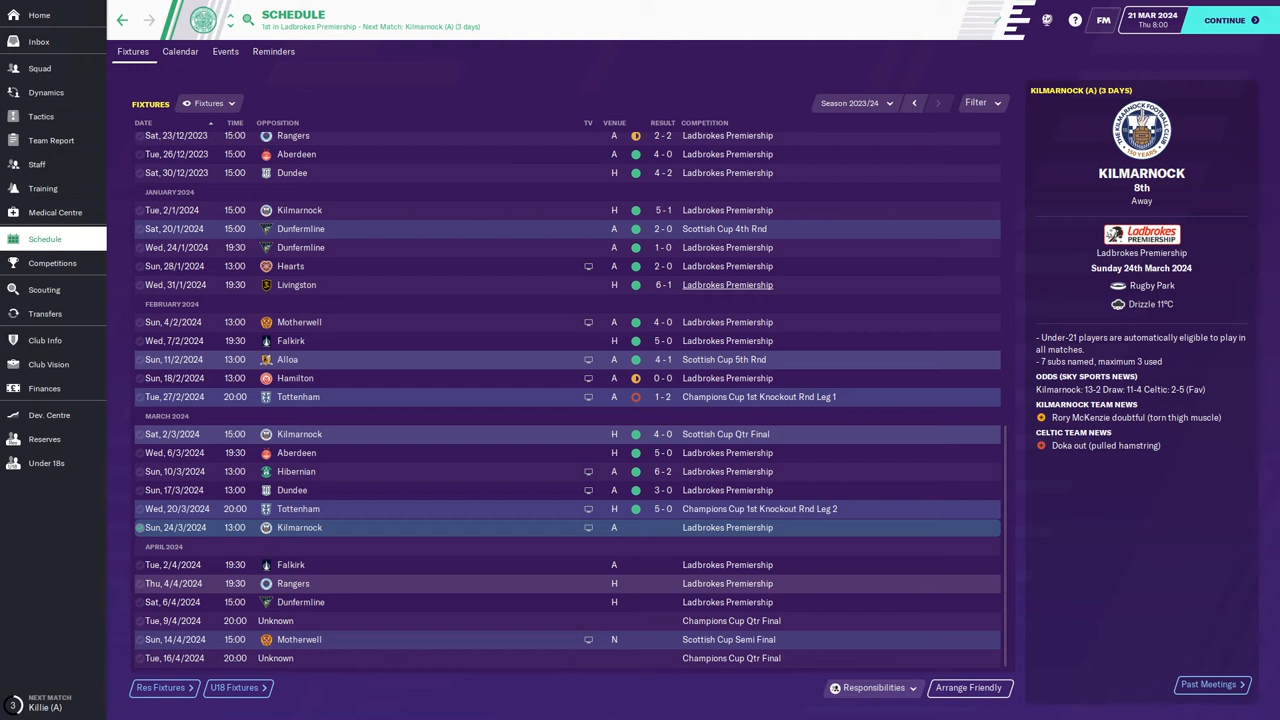 Home
Inbox
Squad
Dynamics
Tactics
Team Report
Staff
Training
Medical Centre
Schedule
Competitions
Scouting
Transfers
Club Info
Club Vision
Finances
Dev. Centre
Reserves
Under 18s
3 NEXT MATCH
Killie (A)
SCHEDULE
1st in Ladbrokes Premiership - Next Match: Kilmarnock (A) (3 days)
? FM 21 MAR 2024
Thu 8:00
CONTINUE
Fixtures Calendar Events Reminders
FIXTURES Fixtures Season 2023/24 Filter
DATE TIME OPPOSITION TV VENUE RESULT COMPETITION
Sat, 23/12/2023 15:00 Rangers A 2 - 2 Ladbrokes Premiership
Tue, 26/12/2023 15:00 Aberdeen A 4 - 0 Ladbrokes Premiership
Sat, 30/12/2023 15:00 Dundee H 4 - 2 Ladbrokes Premiership
JANUARY 2024
Tue, 2/1/2024 15:00 Kilmarnock H 5 - 1 Ladbrokes Premiership
Sat, 20/1/2024 15:00 Dunfermline A 2 - 0 Scottish Cup 4th Rnd
Wed, 24/1/2024 19:30 Dunfermline A 1 - 0 Ladbrokes Premiership
Sun, 28/1/2024 13:00 Hearts A 2 - 0 Ladbrokes Premiership
Wed, 31/1/2024 19:30 Livingston H 6 - 1 Ladbrokes Premiership
FEBRUARY 2024
Sun, 4/2/2024 13:00 Motherwell A 4 - 0 Ladbrokes Premiership
Wed, 7/2/2024 19:30 Falkirk H 5 - 0 Ladbrokes Premiership
Sun, 11/2/2024 13:00 Alloa A 4 - 1 Scottish Cup 5th Rnd
Sun, 18/2/2024 13:00 Hamilton A 0 - 0 Ladbrokes Premiership
Tue, 27/2/2024 20:00 Tottenham A 1 - 2 Champions Cup 1st Knockout Rnd Leg 1
MARCH 2024
Sat, 2/3/2024 15:00 Kilmarnock H 4 - 0 Scottish Cup Qtr Final
Wed, 6/3/2024 19:30 Aberdeen H 5 - 0 Ladbrokes Premiership
Sun, 10/3/2024 13:00 Hibernian A 6 - 2 Ladbrokes Premiership
Sun, 17/3/2024 13:00 Dundee A 3 - 0 Ladbrokes Premiership
Wed, 20/3/2024 20:00 Tottenham H 5 - 0 Champions Cup 1st Knockout Rnd Leg 2
Sun, 24/3/2024 13:00 Kilmarnock A Ladbrokes Premiership
APRIL 2024
Tue, 2/4/2024 19:30 Falkirk A Ladbrokes Premiership
Thu, 4/4/2024 19:30 Rangers H Ladbrokes Premiership
Sat, 6/4/2024 15:00 Dunfermline H Ladbrokes Premiership
Tue, 9/4/2024 20:00 Unknown Champions Cup Qtr Final
Sun, 14/4/2024 15:00 Motherwell N Scottish Cup Semi Final
Tue, 16/4/2024 20:00 Unknown Champions Cup Qtr Final
Res Fixtures U18 Fixtures Responsibilities Arrange Friendly
KILMARNOCK (A) (3 DAYS)
THE KILMARNOCK FOOTBALL CLUB
150 YEARS
KILMARNOCK
8th
Away
Ladbrokes
PREMIERSHIP
Ladbrokes Premiership
Sunday 24th March 2024
Rugby Park
Drizzle 11°C
- Under-21 players are automatically eligible to play in
all matches.
- 7 subs named, maximum 3 used
ODDS (SKY SPORTS NEWS)
Kilmarnock: 13-2 Draw: 11-4 Celtic: 2-5 (Fav)
KILMARNOCK TEAM NEWS
Rory McKenzie doubtful (torn thigh muscle)
CELTIC TEAM NEWS
Doka out (pulled hamstring)
Past Meetings